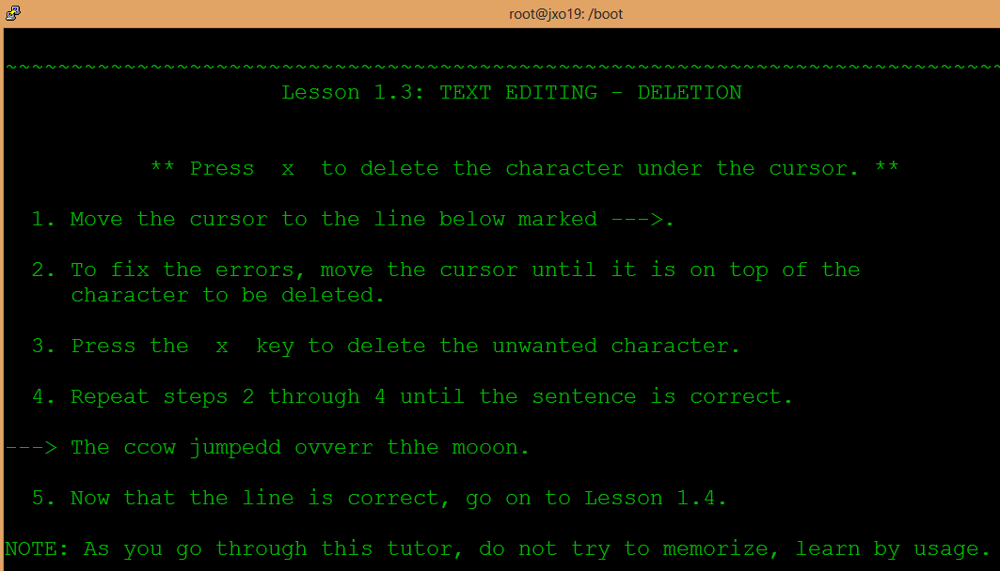 root@jxo19: /boot
~~~~~~~~~~~~~~~~~~~~~~~~~~~~~~~~~~~~~~~~~~~~~~~~~~~~~~~~~~~~~~~~~~~~~~~~~~~~
Lesson 1.3: TEXT EDITING - DELETION
** Press  x  to delete the character under the cursor. **
1. Move the cursor to the line below marked --->.
2. To fix the errors, move the cursor until it is on top of the
character to be deleted.
3. Press the  x  key to delete the unwanted character.
4. Repeat steps 2 through 4 until the sentence is correct.
---> The ccow jumpedd ovverr thhe mooon.
5. Now that the line is correct, go on to Lesson 1.4.
NOTE: As you go through this tutor, do not try to memorize, learn by usage.